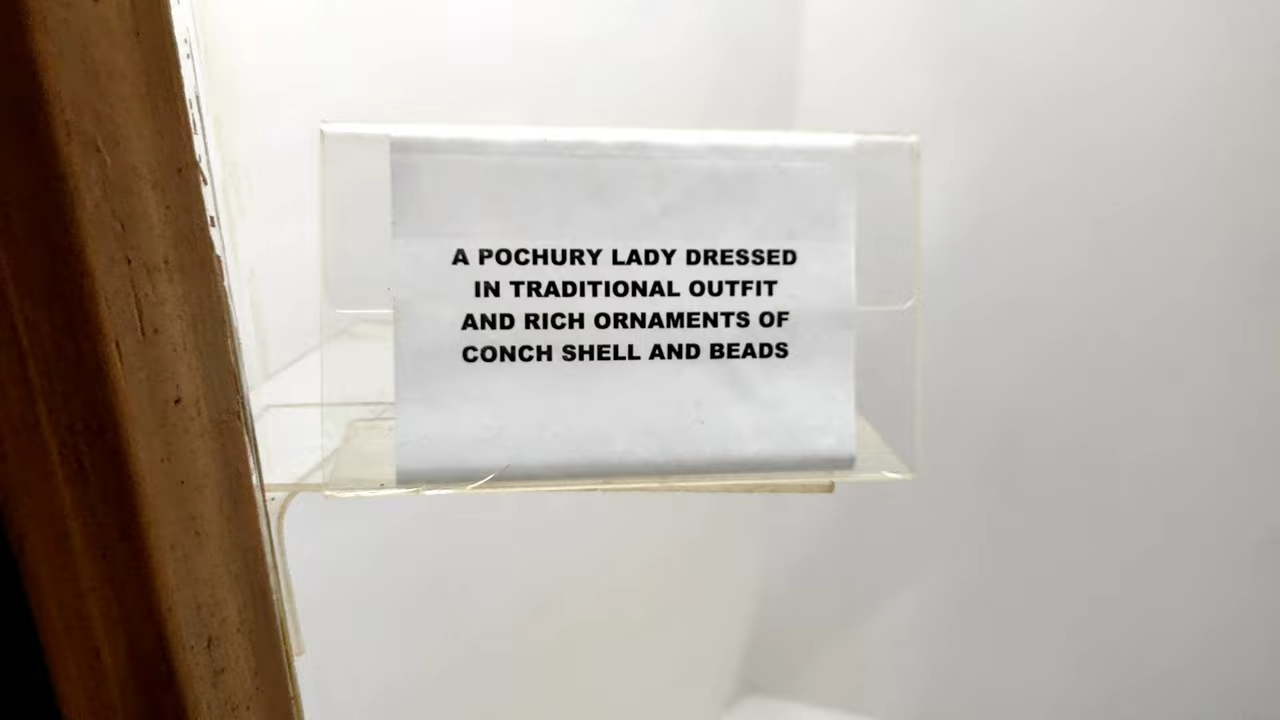 A POCHURY LADY DRESSED
IN TRADITIONAL OUTFIT
AND RICH ORNAMENTS OF
CONCH SHELL AND BEADS